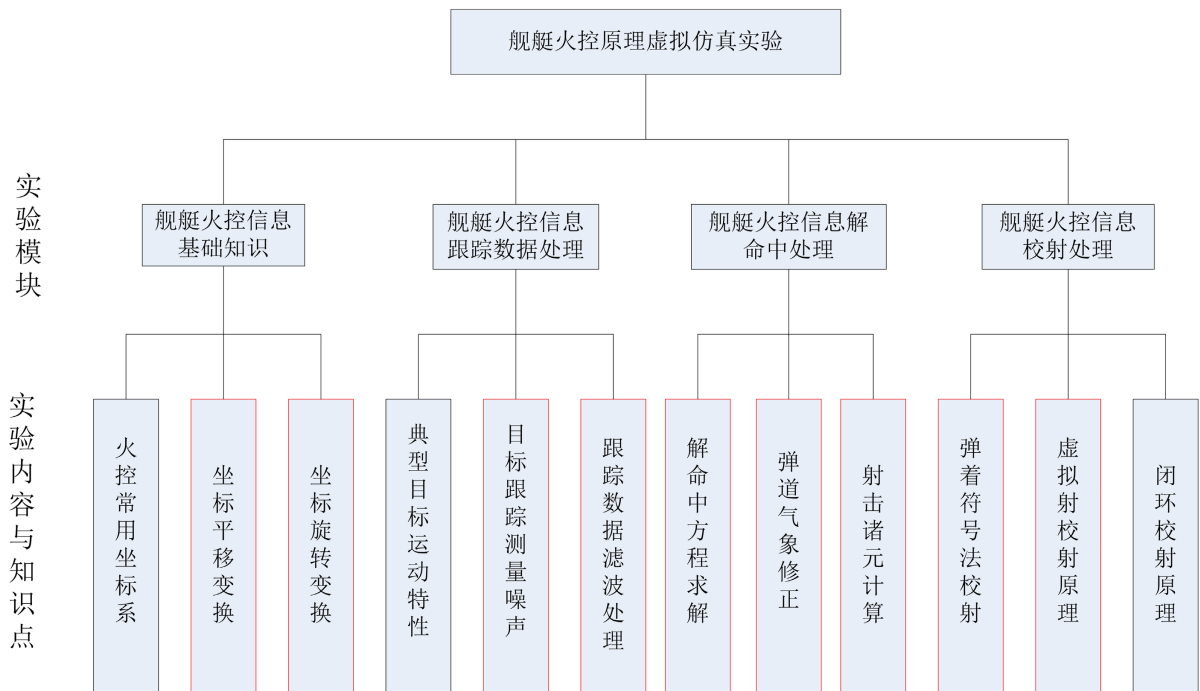 舰艇火控原理虚拟仿真实验
实验模块
舰艇火控信息
基础知识
舰艇火控信息
跟踪数据处理
舰艇火控信息解
命中处理
舰艇火控信息
校射处理
实验内容与知识点
火控常用坐标系
坐标平移变换
坐标旋转变换
典型目标运动特性
目标跟踪测量噪声
跟踪数据滤波处理
解命中方程求解
弹道气象修正
射击诸元计算
弹着符号法校射
虚拟射校射原理
闭环校射原理